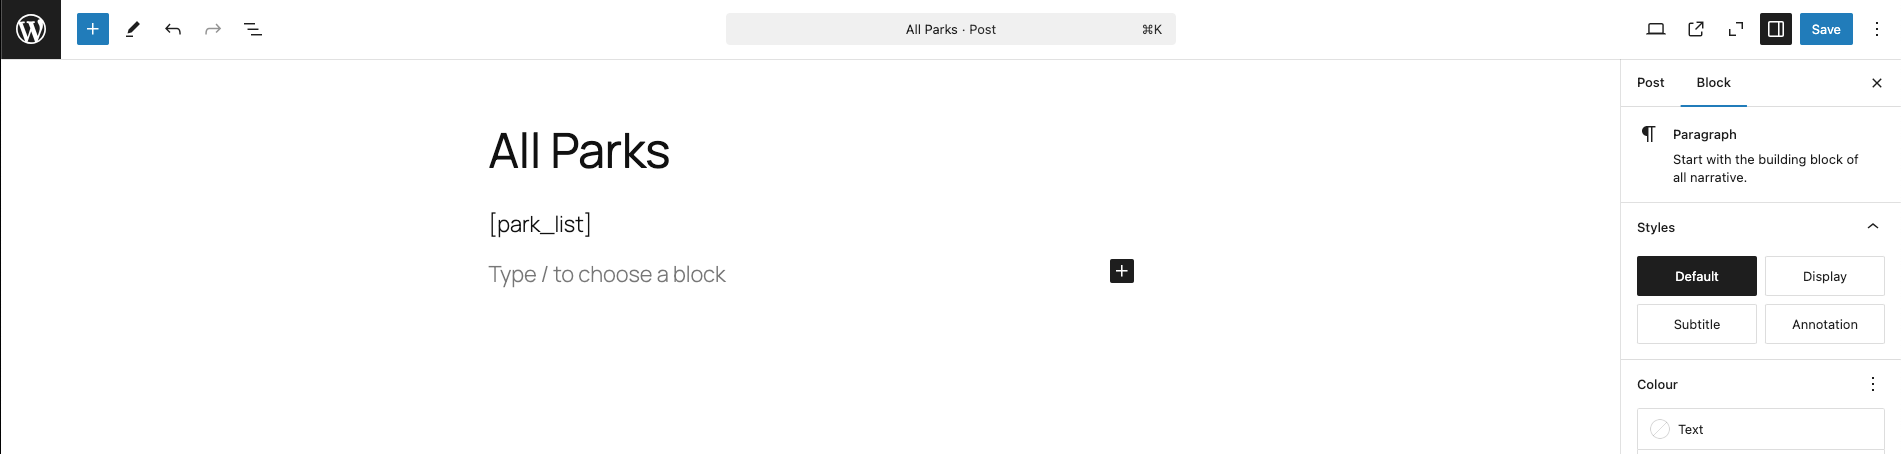 All Parks · Post ⌘K
Save
Post Block
All Parks
[park_list]
Type / to choose a block
Paragraph
Start with the building block of
all narrative.
Styles
Default Display
Subtitle Annotation
Colour
Text